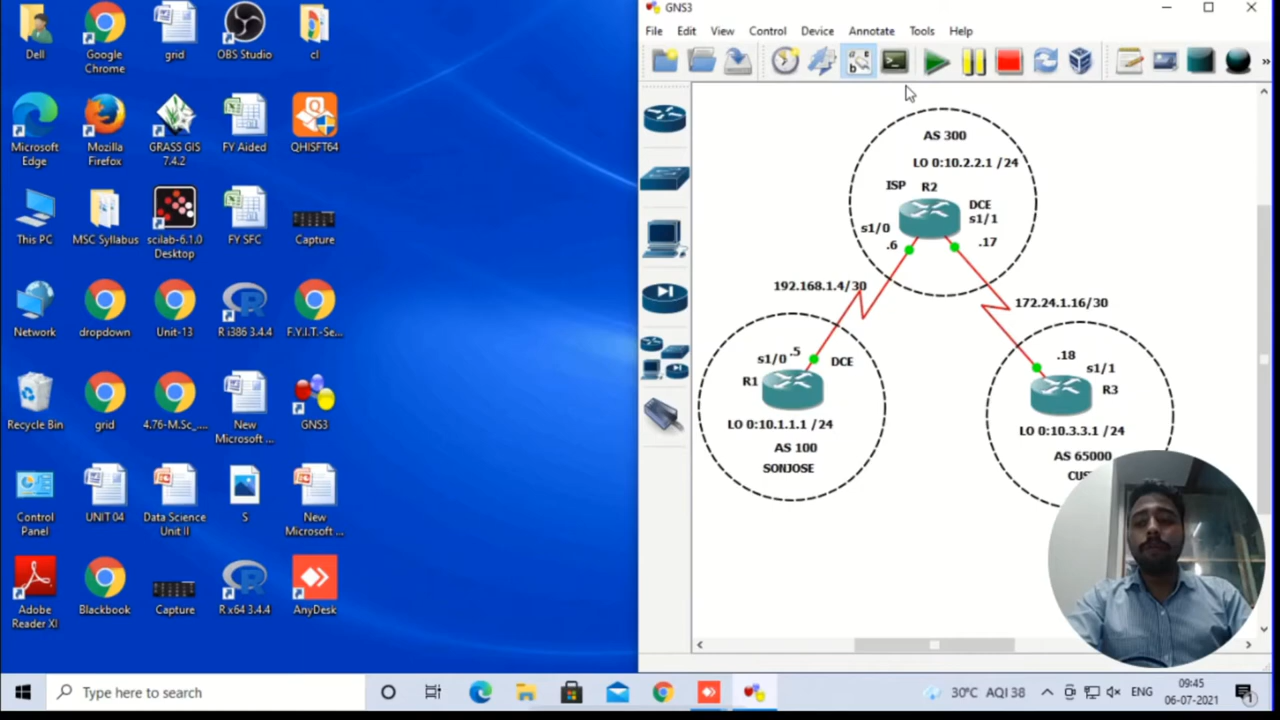 Dell
Google
Chrome
grid
OBS Studio
cl
Microsoft
Edge
Mozilla
Firefox
GRASS GIS
7.4.2
FY Aided
QHISFT64
This PC
MSC Syllabus
scilab-6.1.0
Desktop
FY SFC
Capture
Network
dropdown
Unit-13
R i386 3.4.4
F.Y.I.T.-Se...
Recycle Bin
grid
4.76-M.Sc_....
New
Microsoft ...
GNS3
Control
Panel
UNIT 04
Data Science
Unit II
S
New
Microsoft ...
Adobe
Reader XI
Blackbook
Capture
R x64 3.4.4
AnyDesk
GNS3
File Edit View Control Device Annotate Tools Help
AS 300
LO 0:10.2.2.1 /24
ISP R2
DCE
s1/1
s1/0
.6
.17
192.168.1.4/30
172.24.1.16/30
s1/0 .5 DCE
R1
LO 0:10.1.1.1 /24
AS 100
SONJOSE
.18
s1/1
R3
LO 0:10.3.3.1 /24
AS 65000
Type here to search
30°C AQI 38
ENG
09:45
06-07-2021